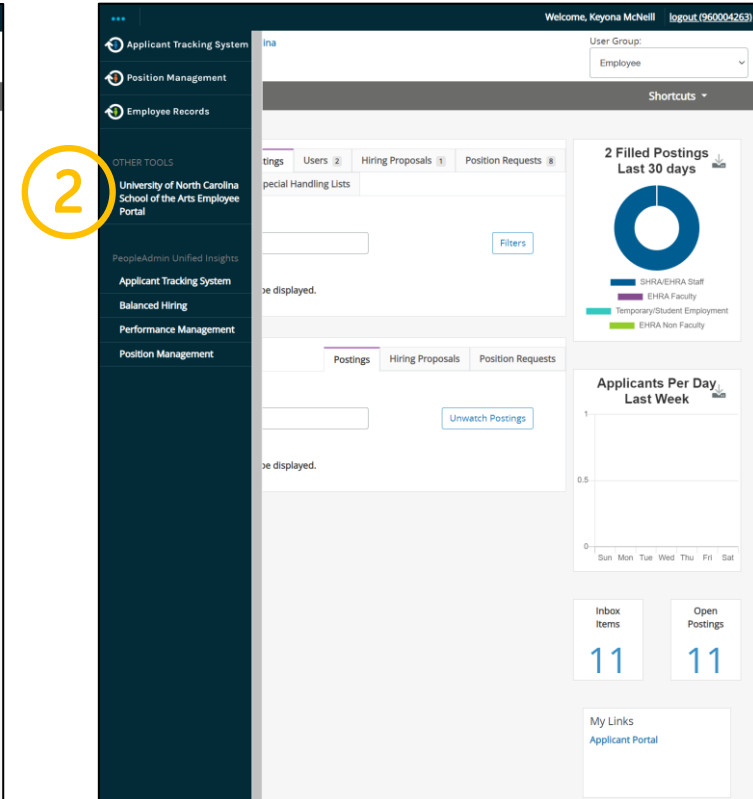 •••
Welcome, Keyona McNeill logout (960004263)
Applicant Tracking System
Position Management
Employee Records
OTHER TOOLS
University of North Carolina
School of the Arts Employee
Portal
PeopleAdmin Unified Insights
Applicant Tracking System
Balanced Hiring
Performance Management
Position Management
2
ina
User Group:
Employee
Shortcuts
tings Users 2 Hiring Proposals 1 Position Requests 8
pecial Handling Lists
Filters
be displayed.
Postings Hiring Proposals Position Requests
Unwatch Postings
be displayed.
2 Filled Postings
Last 30 days
SHRA/EHRA Staff
EHRA Faculty
Temporary/Student Employment
EHRA Non Faculty
Applicants Per Day
Last Week
1
0.5
0
Sun Mon Tue Wed Thu Fri Sat
Inbox
Items
11
Open
Postings
11
My Links
Applicant Portal